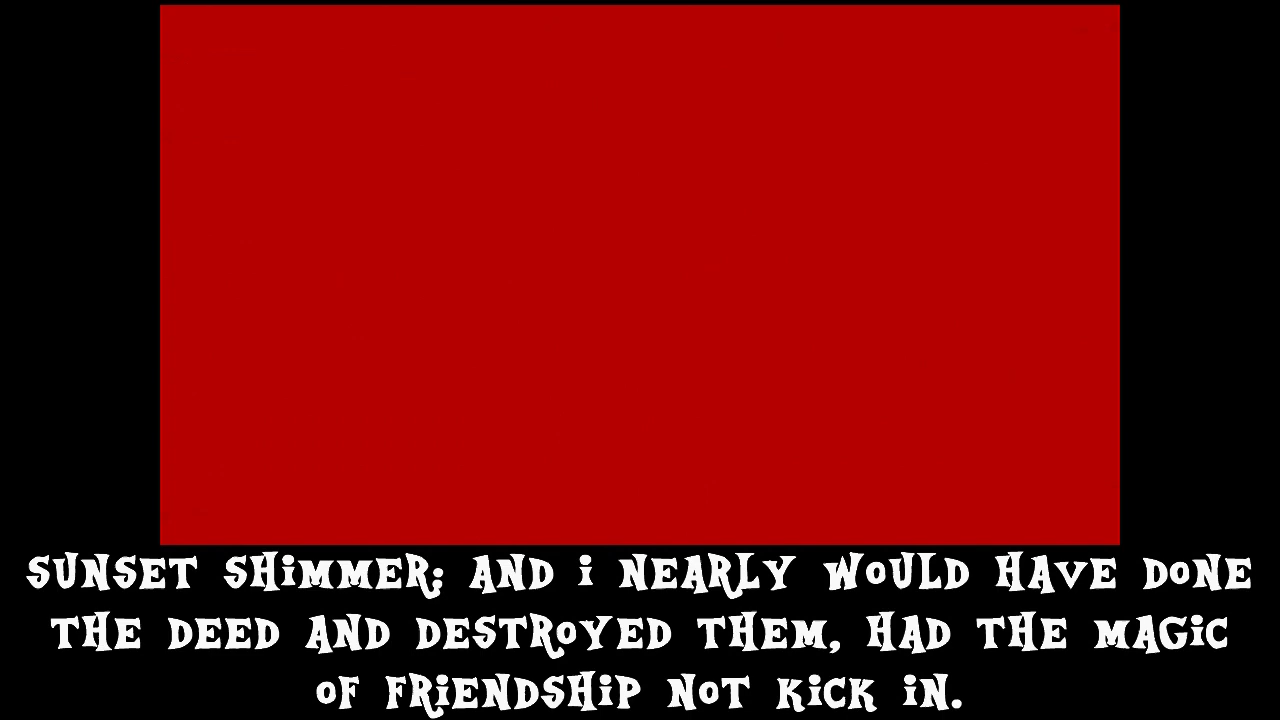 SUNSET SHiMMER: AND i NEARLY WoULD HAVE DoNE
THE DEED AND DESTRoYED THEM, HAD THE MAGiC
oF FRiENDSHiP NoT KiCK iN.